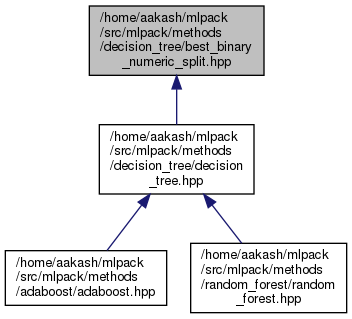 /home/aakash/mlpack
/src/mlpack/methods
/decision_tree/best_binary
_numeric_split.hpp
/home/aakash/mlpack
/src/mlpack/methods
/decision_tree/decision
_tree.hpp
/home/aakash/mlpack
/src/mlpack/methods
/adaboost/adaboost.hpp
/home/aakash/mlpack
/src/mlpack/methods
/random_forest/random
_forest.hpp